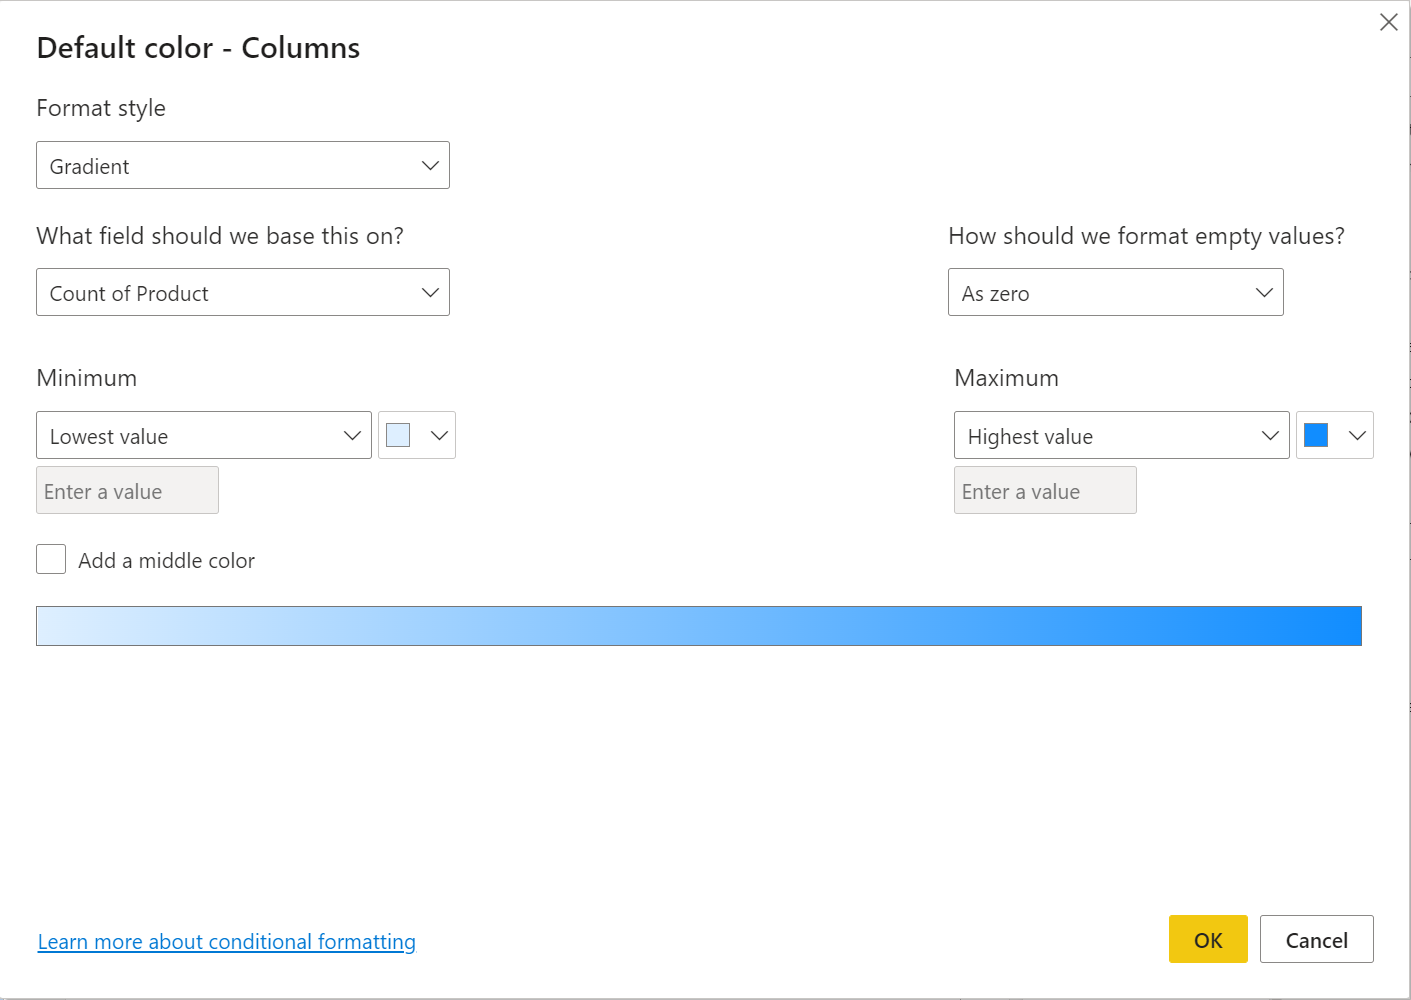 Default color - Columns
Format style
Gradient
What field should we base this on?
How should we format empty values?
Count of Product
As zero
Minimum
Maximum
Lowest value
Highest value
Enter a value
Enter a value
Add a middle color
Learn more about conditional formatting
OK
Cancel